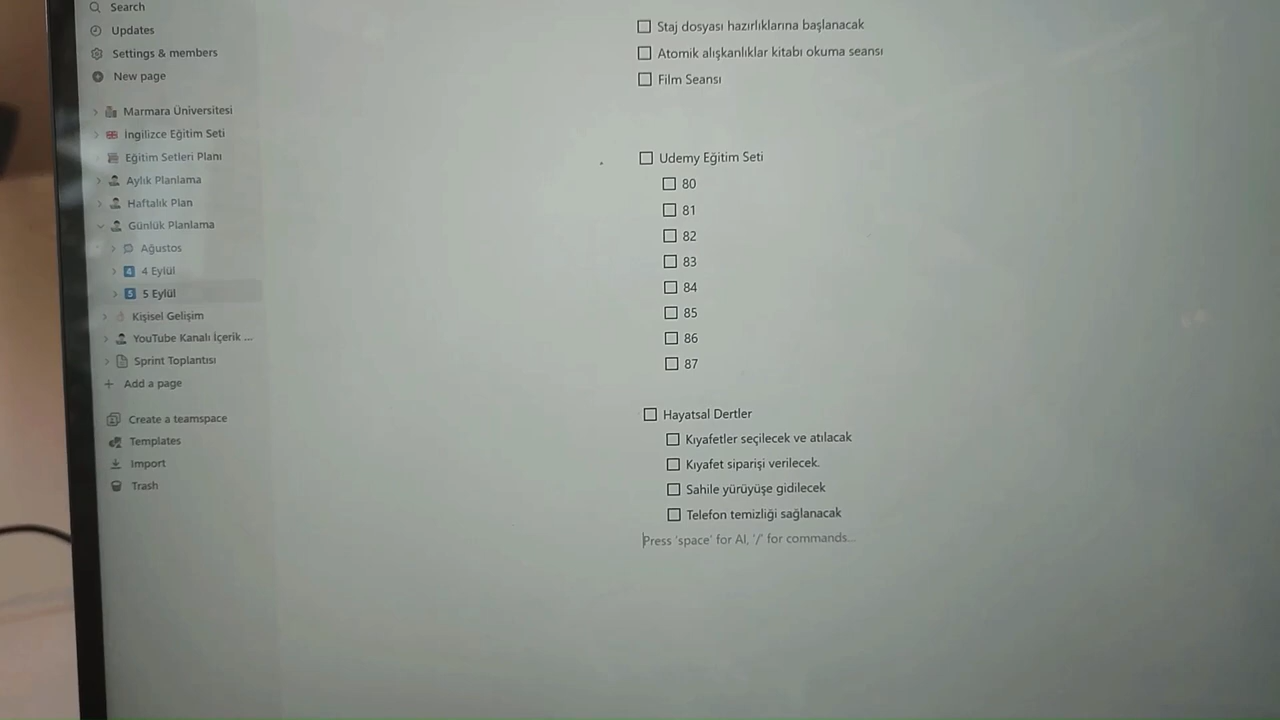 Search
Updates
Settings & members
New page
Marmara Üniversitesi
İngilizce Eğitim Seti
Eğitim Setleri Planı
Aylık Planlama
Haftalık Plan
Günlük Planlama
Ağustos
4 4 Eylül
5 5 Eylül
Kişisel Gelişim
YouTube Kanalı İçerik ...
Sprint Toplantısı
Add a page
Create a teamspace
Templates
Import
Trash
Staj dosyası hazırlıklarına başlanacak
Atomik alışkanlıklar kitabı okuma seansı
Film Seansı
Udemy Eğitim Seti
80
81
82
83
84
85
86
87
Hayatsal Dertler
Kıyafetler seçilecek ve atılacak
Kıyafet siparişi verilecek.
Sahile yürüyüşe gidilecek
Telefon temizliği sağlanacak
Press 'space' for AI, '/' for commands...